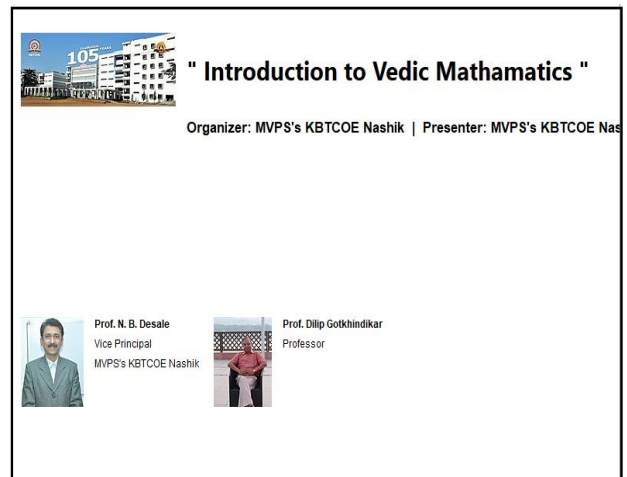 105
" Introduction to Vedic Mathamatics "
Organizer: MVPS's KBTCOE Nashik | Presenter: MVPS's KBTCOE Nas
Prof. N. B. Desale
Vice Principal
MVPS's KBTCOE Nashik
Prof. Dilip Gotkhindikar
Professor